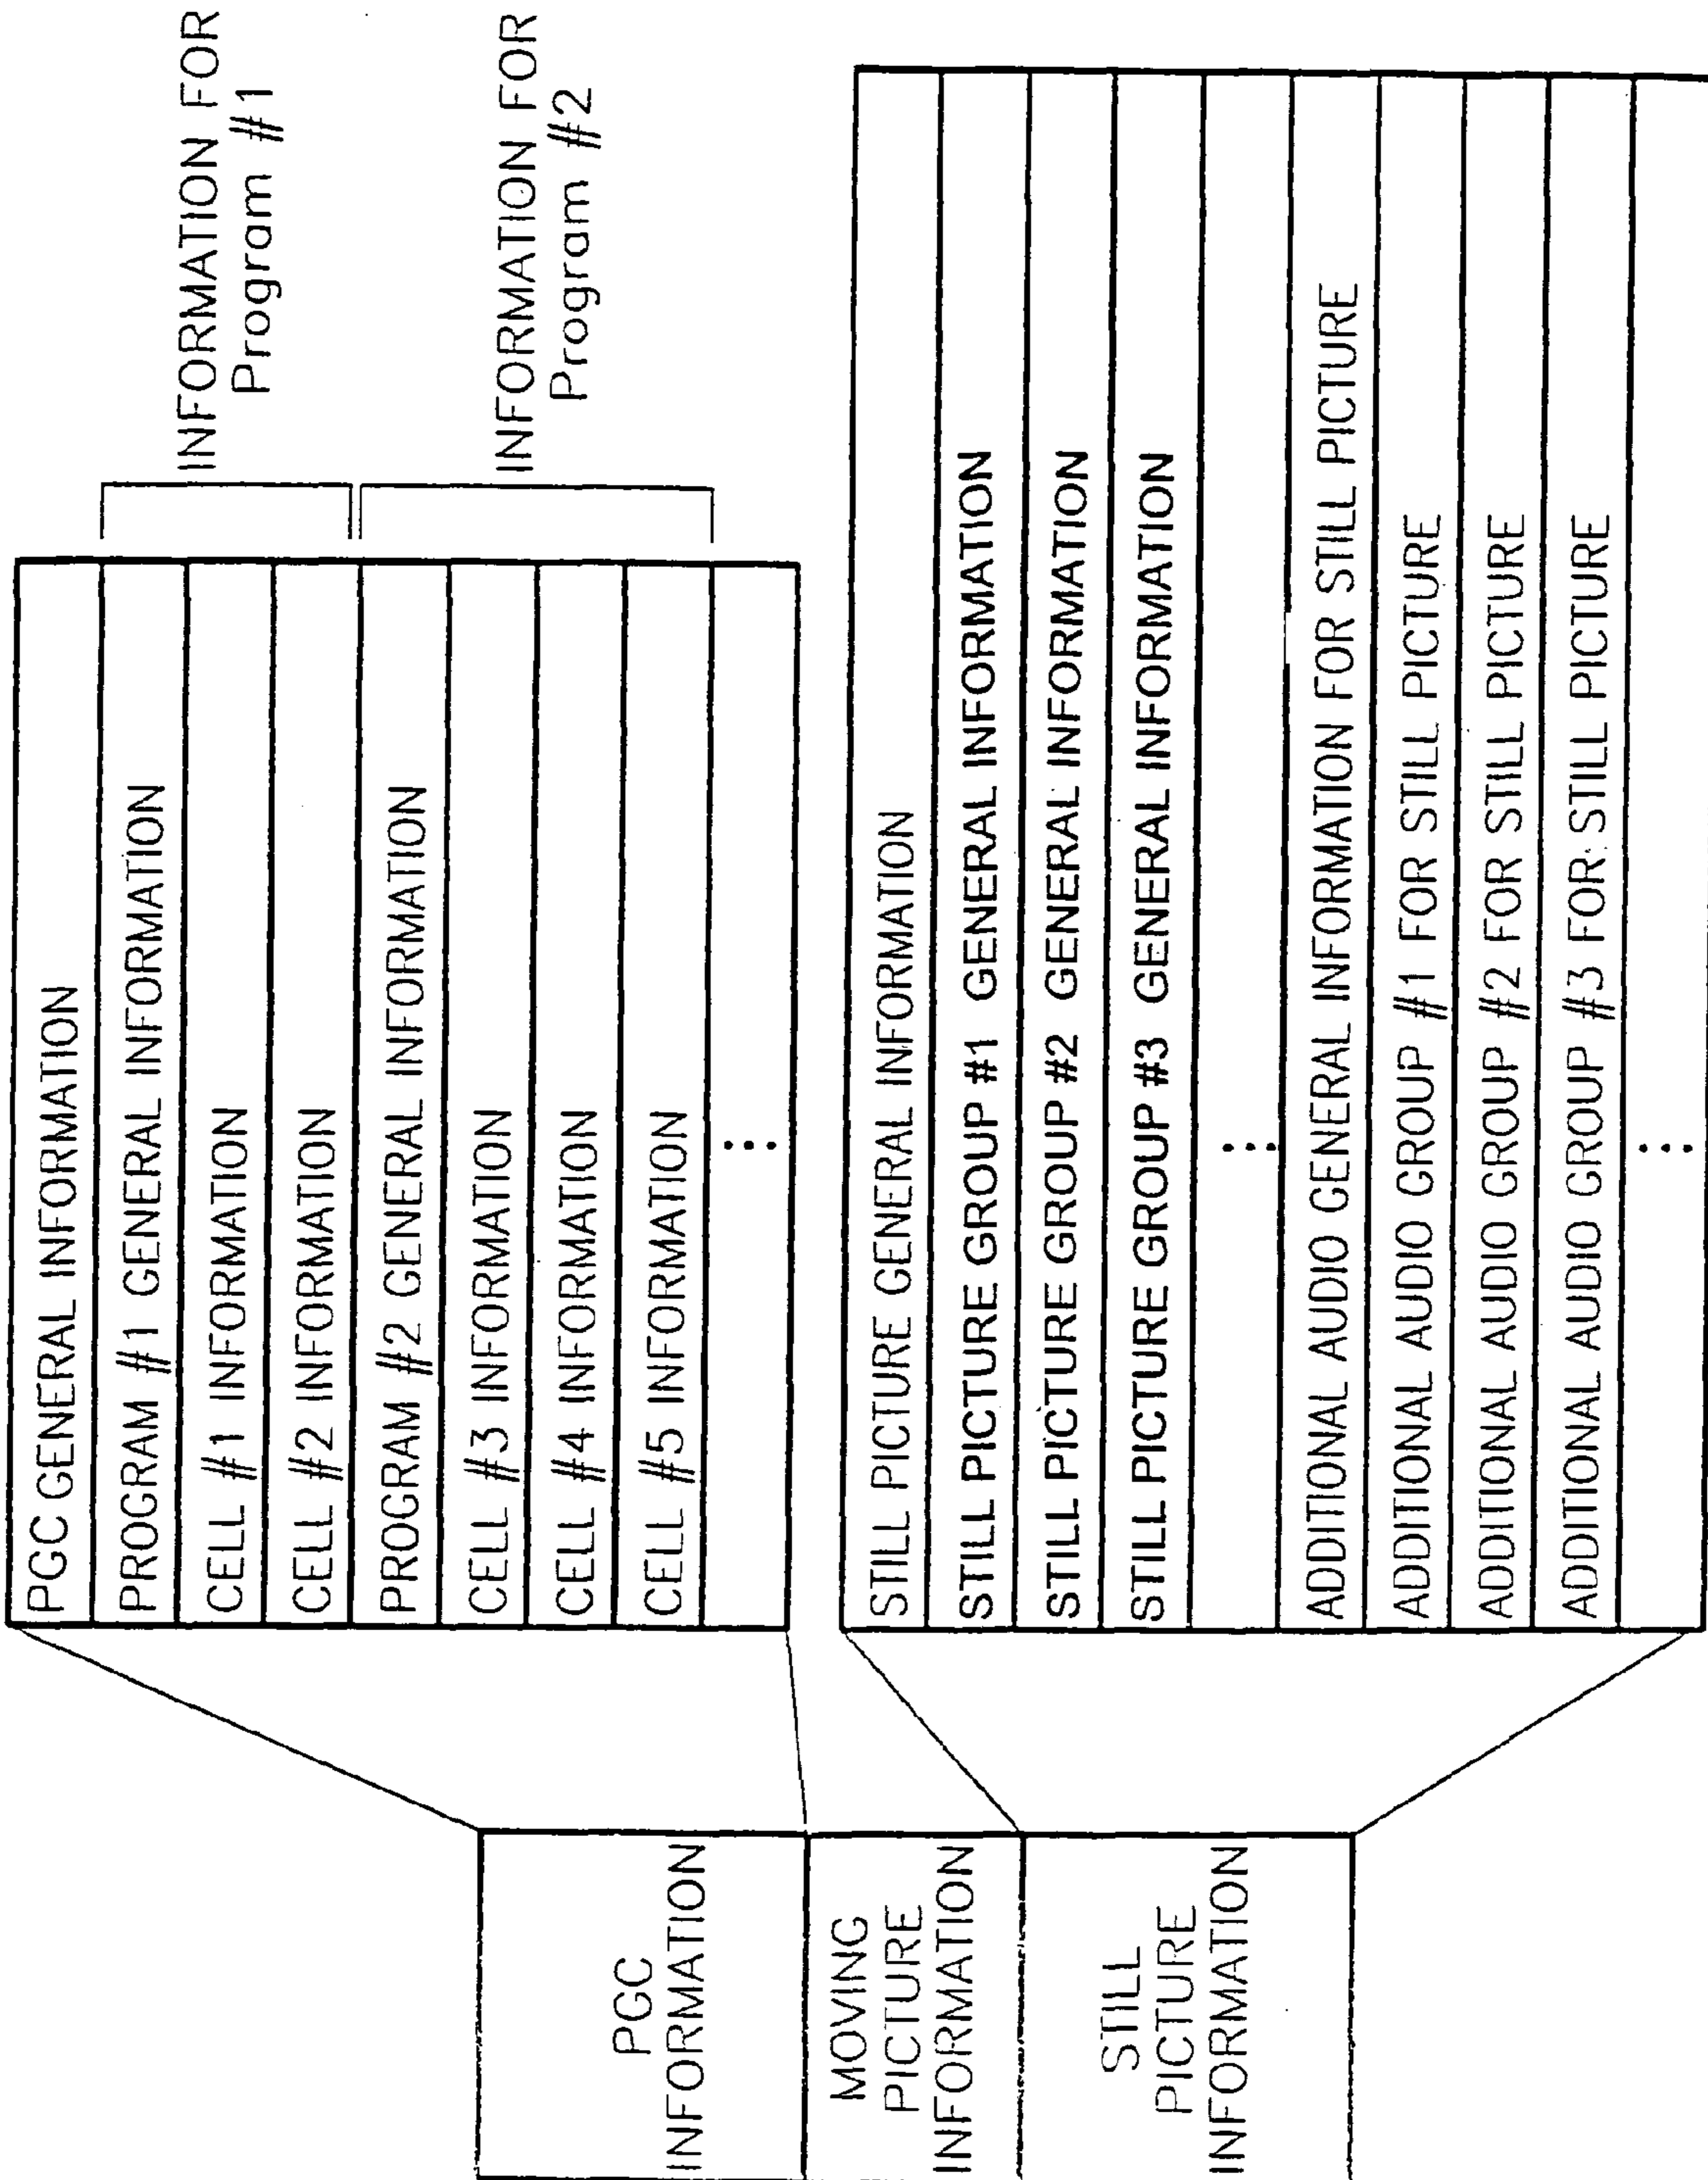 PGC
INFORMATION
MOVING
PICTURE
INFORMATION
STILL
PICTURE
INFORMATION
PGC GENERAL INFORMATION
PROGRAM #1 GENERAL INFORMATION
CELL #1 INFORMATION
CELL #2 INFORMATION
PROGRAM #2 GENERAL INFORMATION
CELL #3 INFORMATION
CELL #4 INFORMATION
CELL #5 INFORMATION
...
INFORMATION FOR
Program #1
INFORMATION FOR
Program #2
STILL PICTURE GENERAL INFORMATION
STILL PICTURE GROUP #1 GENERAL INFORMATION
STILL PICTURE GROUP #2 GENERAL INFORMATION
STILL PICTURE GROUP #3 GENERAL INFORMATION
...
ADDITIONAL AUDIO GENERAL INFORMATION FOR STILL PICTURE
ADDITIONAL AUDIO GROUP #1 FOR STILL PICTURE
ADDITIONAL AUDIO GROUP #2 FOR STILL PICTURE
ADDITIONAL AUDIO GROUP #3 FOR STILL PICTURE
...